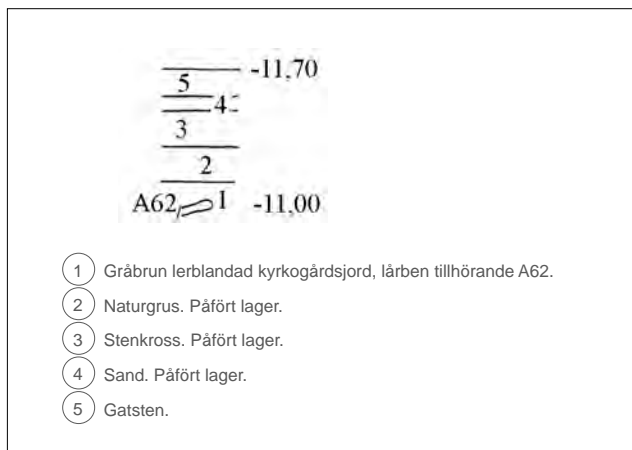 -11,70
5
4
3
2
A62 1 -11,00
1 Gråbrun lerblandad kyrkogårdsjord, lårben tillhörande A62.
2 Naturgrus. Påfört lager.
3 Stenkross. Påfört lager.
4 Sand. Påfört lager.
5 Gatsten.